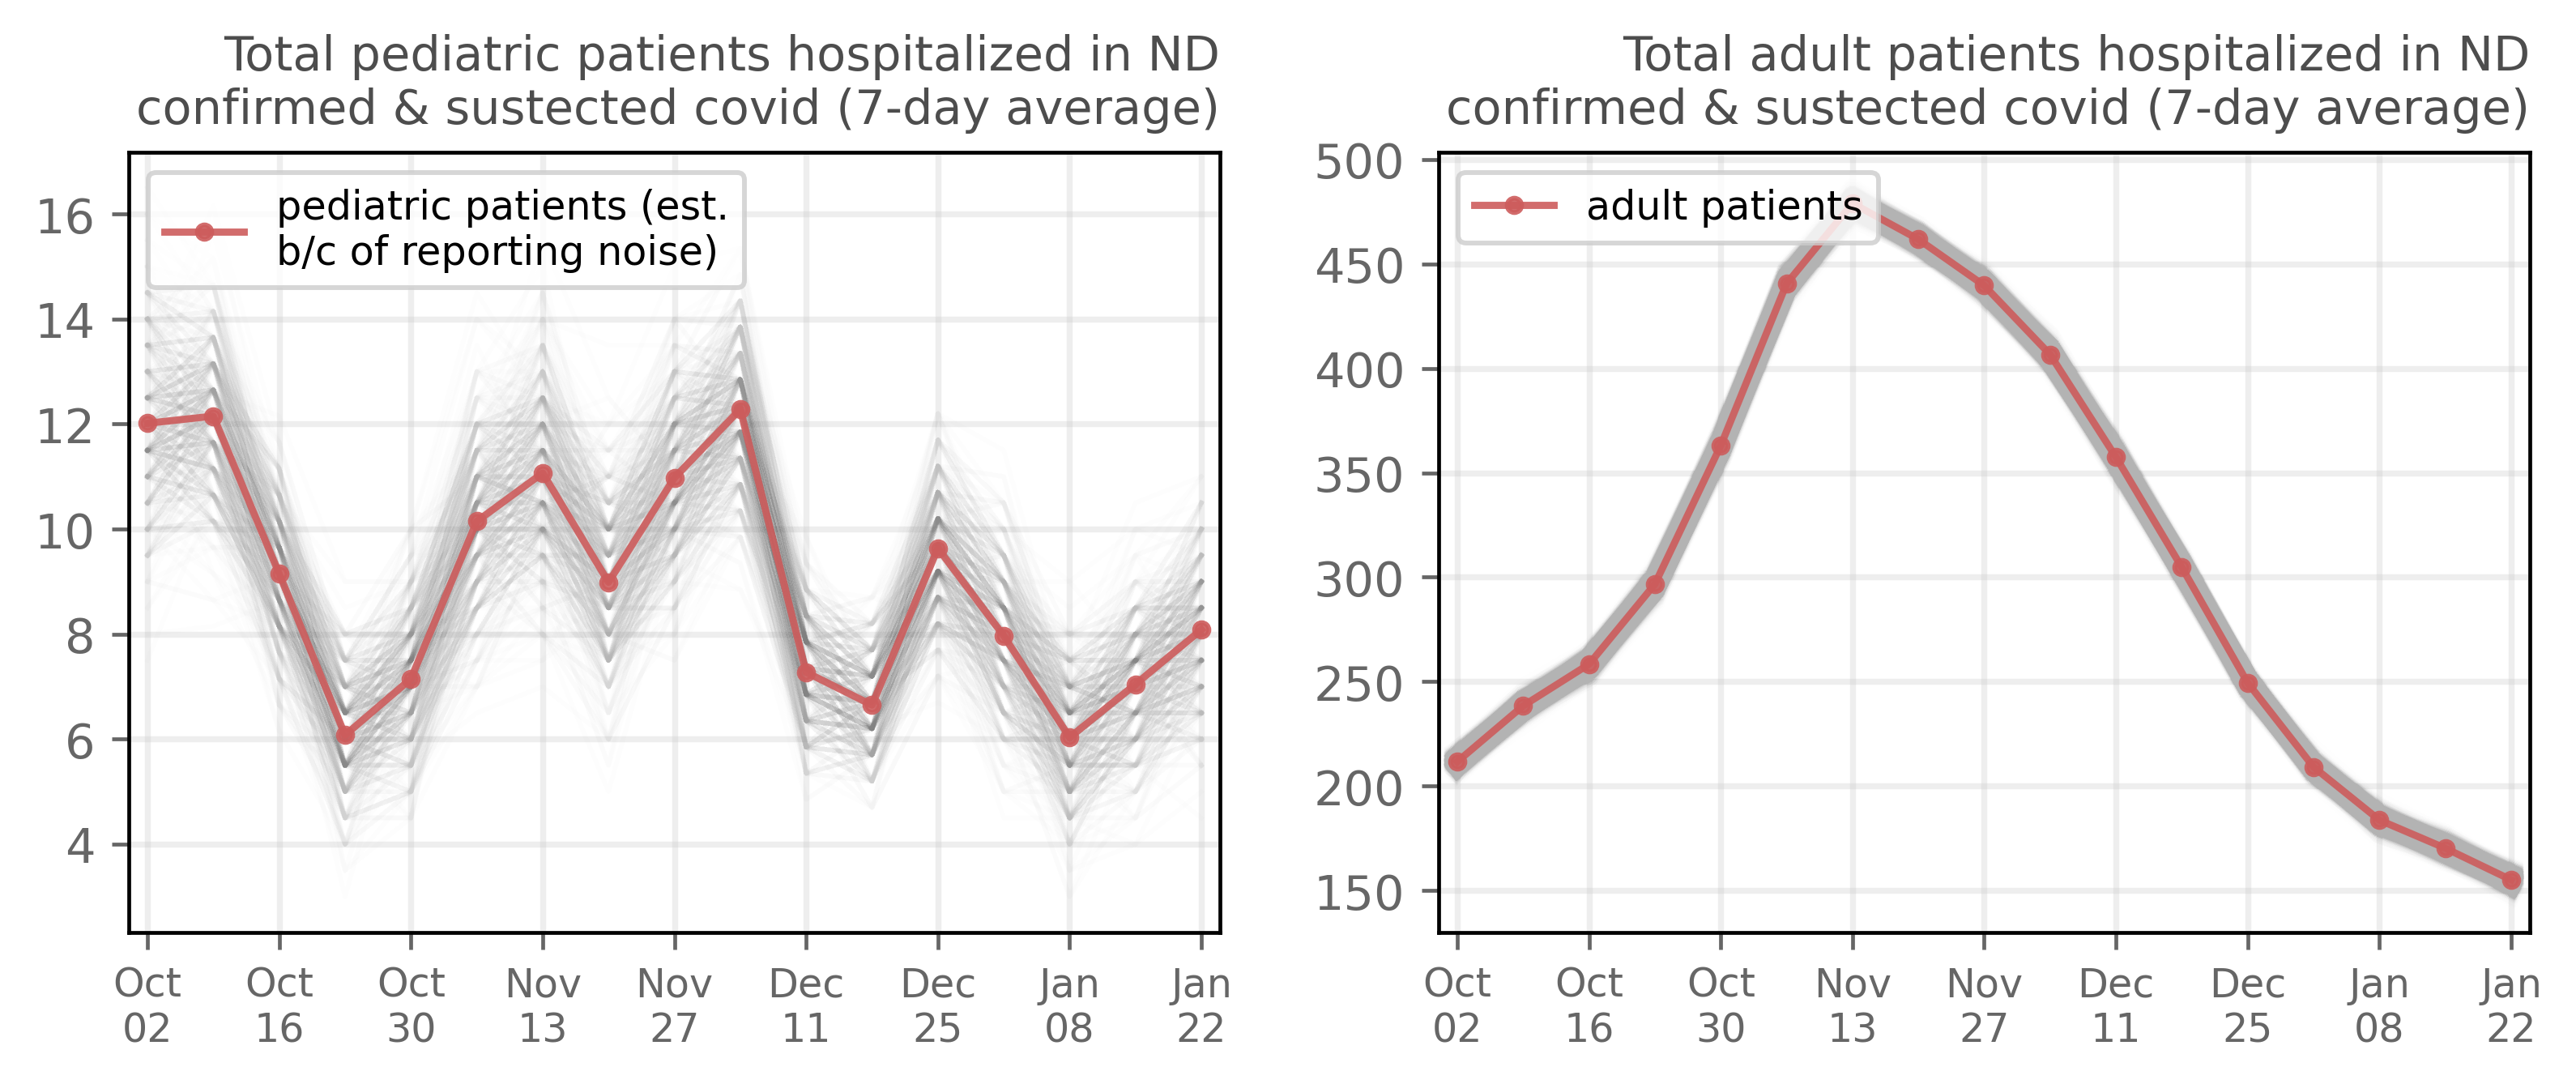 Total pediatric patients hospitalized in ND
confirmed & sustected covid (7-day average)
pediatric patients (est.
b/c of reporting noise)
16
14
12
10
8
6
4
Oct
02
Oct
16
Oct
30
Nov
13
Nov
27
Dec
11
Dec
25
Jan
08
Jan
22
Total adult patients hospitalized in ND
confirmed & sustected covid (7-day average)
adult patients
500
450
400
350
300
250
200
150
Oct
02
Oct
16
Oct
30
Nov
13
Nov
27
Dec
11
Dec
25
Jan
08
Jan
22